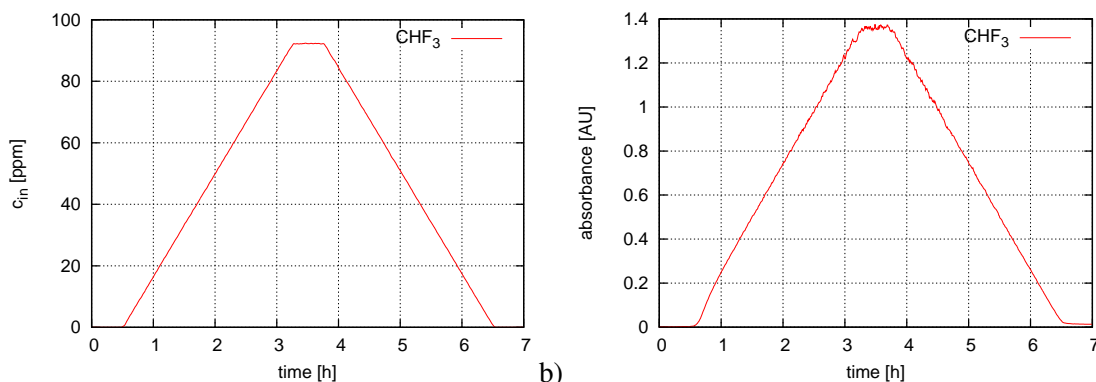 100
80
60
40
20
0
c_in [ppm]
CHF₃
0 1 2 3 4 5 6 7
time [h]
b)
1.4
1.2
1
0.8
0.6
0.4
0.2
0
absorbance [AU]
CHF₃
0 1 2 3 4 5 6 7
time [h]